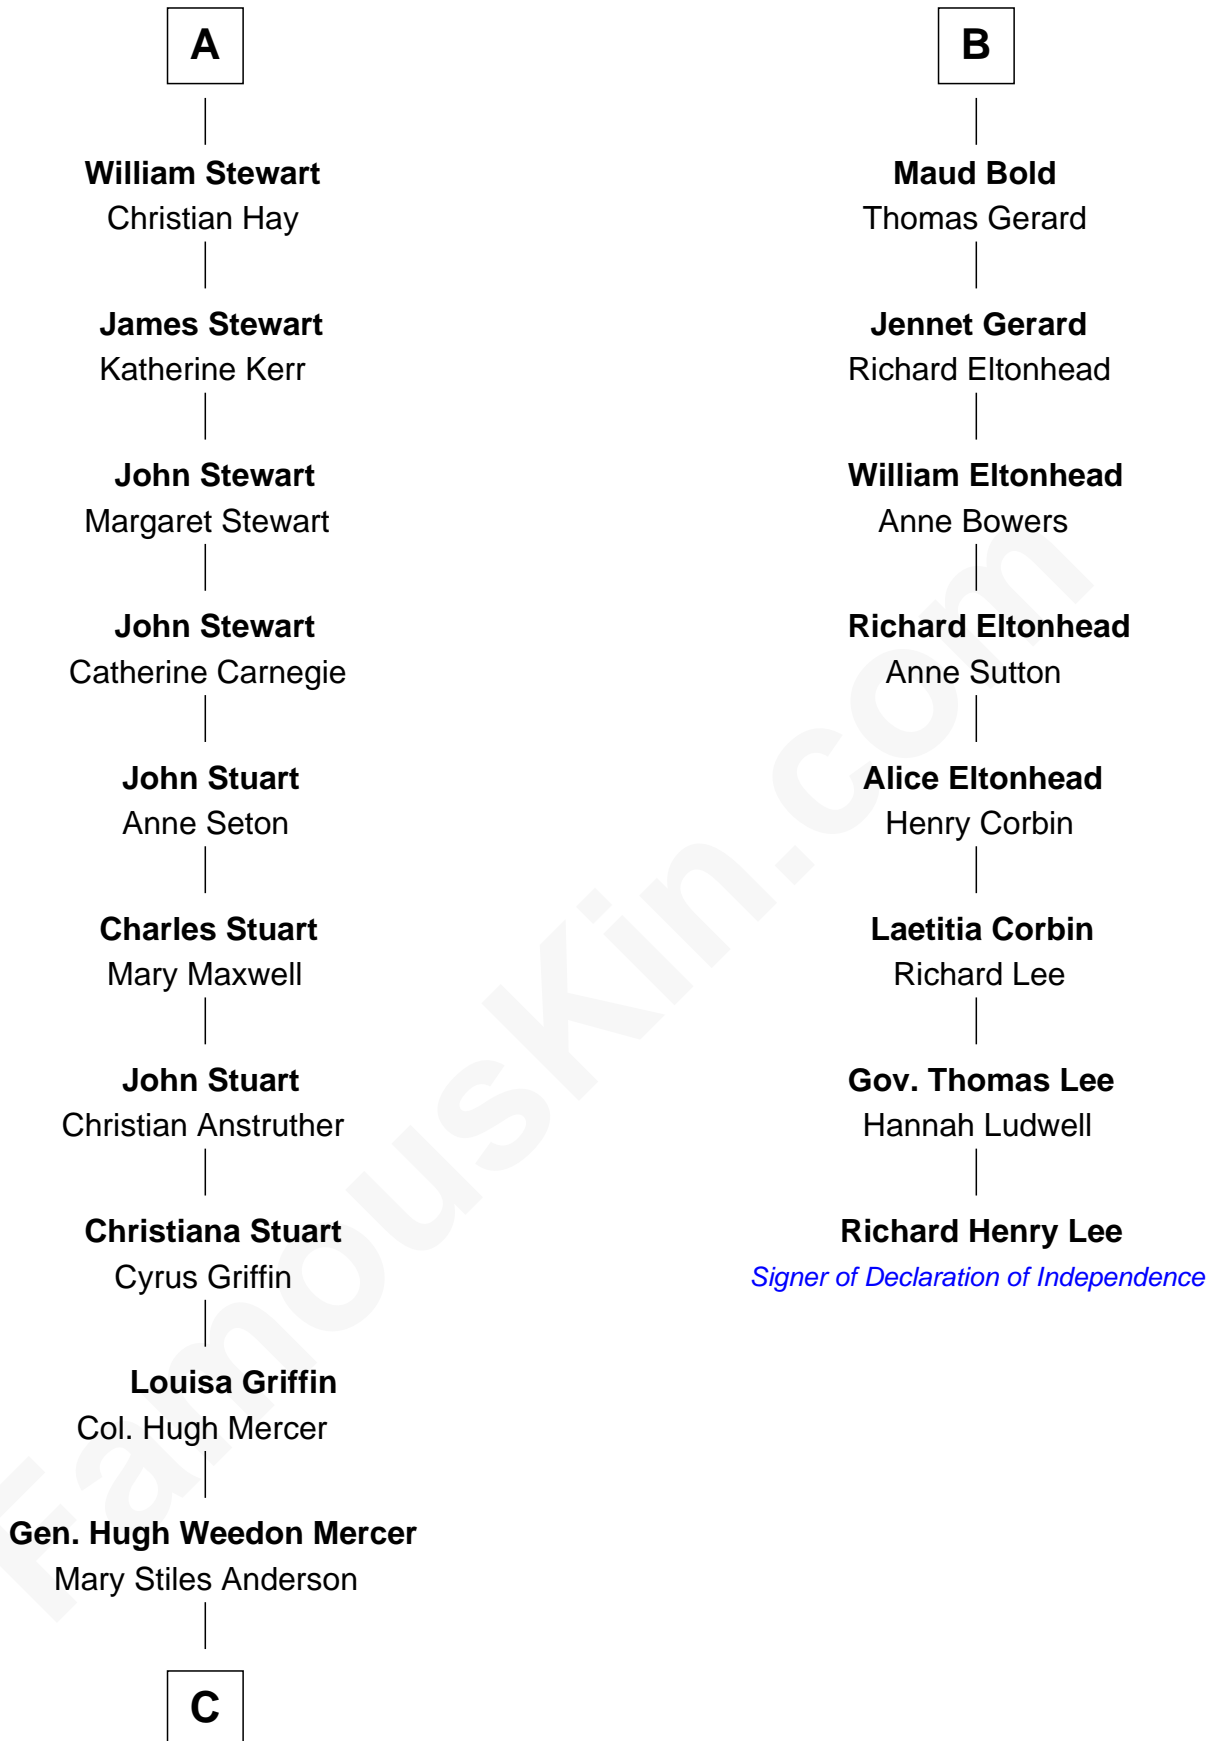 A
William Stewart
Christian Hay
James Stewart
Katherine Kerr
John Stewart
Margaret Stewart
John Stewart
Catherine Carnegie
John Stuart
Anne Seton
Charles Stuart
Mary Maxwell
John Stuart
Christian Anstruther
Christiana Stuart
Cyrus Griffin
Louisa Griffin
Col. Hugh Mercer
Gen. Hugh Weedon Mercer
Mary Stiles Anderson
C
B
Maud Bold
Thomas Gerard
Jennet Gerard
Richard Eltonhead
William Eltonhead
Anne Bowers
Richard Eltonhead
Anne Sutton
Alice Eltonhead
Henry Corbin
Laetitia Corbin
Richard Lee
Gov. Thomas Lee
Hannah Ludwell
Richard Henry Lee
Signer of Declaration of Independence
FamousKin.com